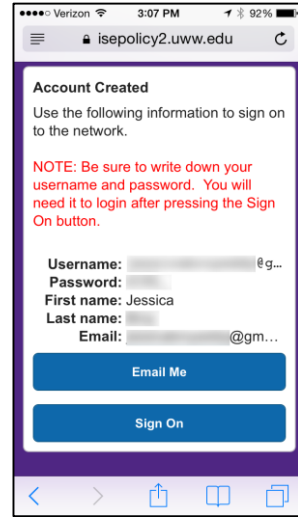 Verizon 3:07 PM 92%
isepolicy2.uww.edu
Account Created
Use the following information to sign on
to the network.
NOTE: Be sure to write down your
username and password. You will
need it to login after pressing the Sign
On button.
Username: @g...
Password:
First name: Jessica
Last name:
Email: @gm...
Email Me
Sign On